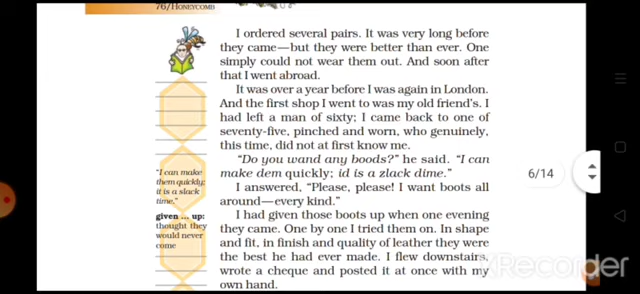 76/HONEYCOMB
I ordered several pairs. It was very long before
they came—but they were better than ever. One
simply could not wear them out. And soon after
that I went abroad.
It was over a year before I was again in London.
And the first shop I went to was my old friend's. I
had left a man of sixty; I came back to one of
seventy-five, pinched and worn, who genuinely,
this time, did not at first know me.
"Do you wand any boods?" he said. "I can
make dem quickly; id is a zlack dime."
I answered, "Please, please! I want boots all
around—every kind."
I had given those boots up when one evening
they came. One by one I tried them on. In shape
and fit, in finish and quality of leather they were
the best he had ever made. I flew downstairs,
wrote a cheque and posted it at once with my
own hand.
"I can make
them quickly;
it is a slack
time."
given ... up:
thought they
would never
come
6/14
Recorder